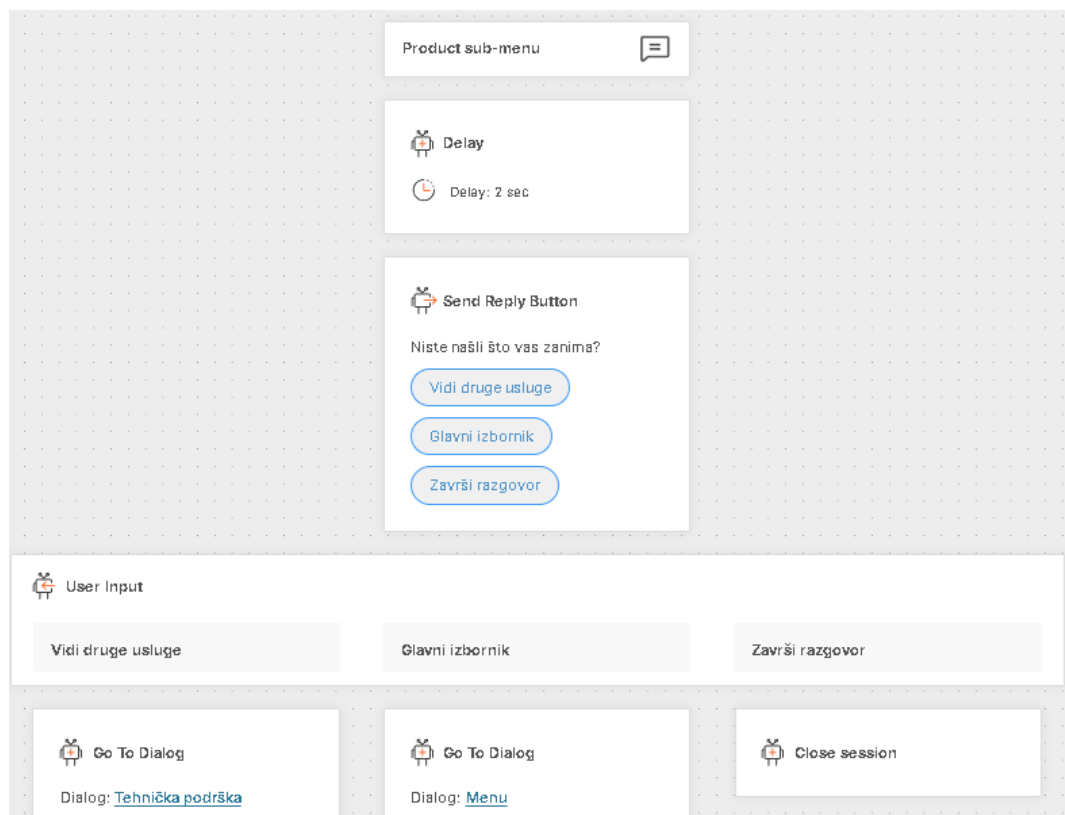 Product sub-menu
Delay
Delay: 2 sec
Send Reply Button
Niste našli što vas zanima?
Vidi druge usluge
Glavni izbornik
Završi razgovor
User Input
Vidi druge usluge
Glavni izbornik
Završi razgovor
Go To Dialog
Go To Dialog
Close session
Dialog: Tehnička podrška
Dialog: Menu